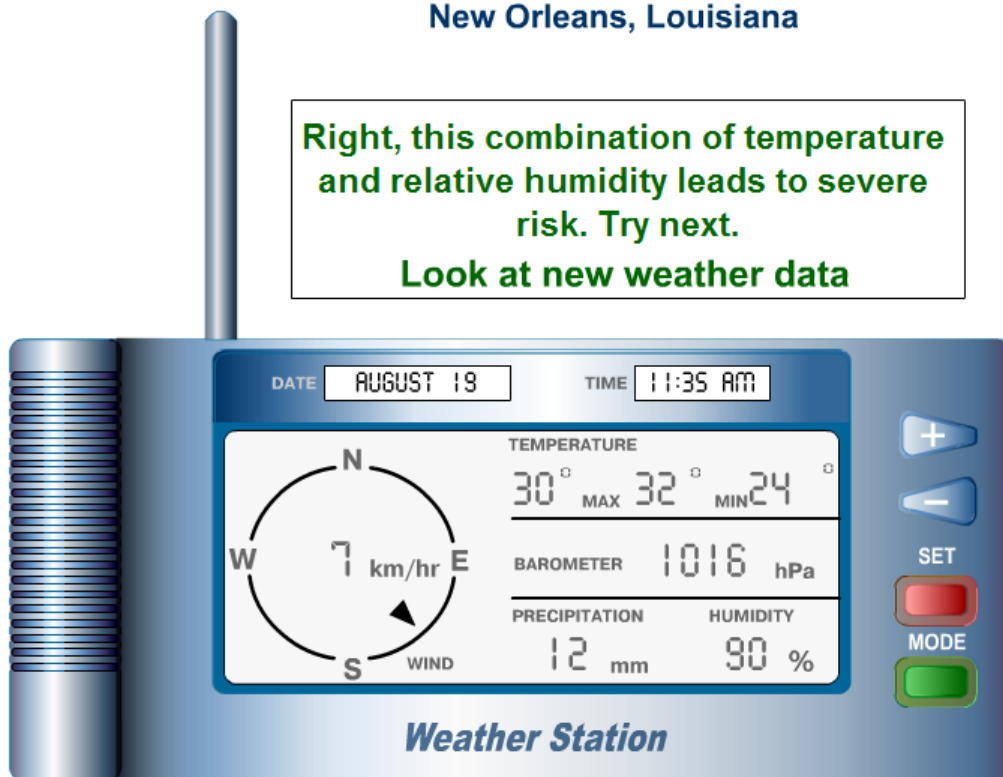 New Orleans, Louisiana
Right, this combination of temperature
and relative humidity leads to severe
risk. Try next.
Look at new weather data
DATE AUGUST 19 TIME 11:35 AM
N
W
E
S
7 km/hr
WIND
TEMPERATURE
30° MAX 32° MIN 24°
BAROMETER 1016 hPa
PRECIPITATION HUMIDITY
12 mm 90 %
+
−
SET
MODE
Weather Station